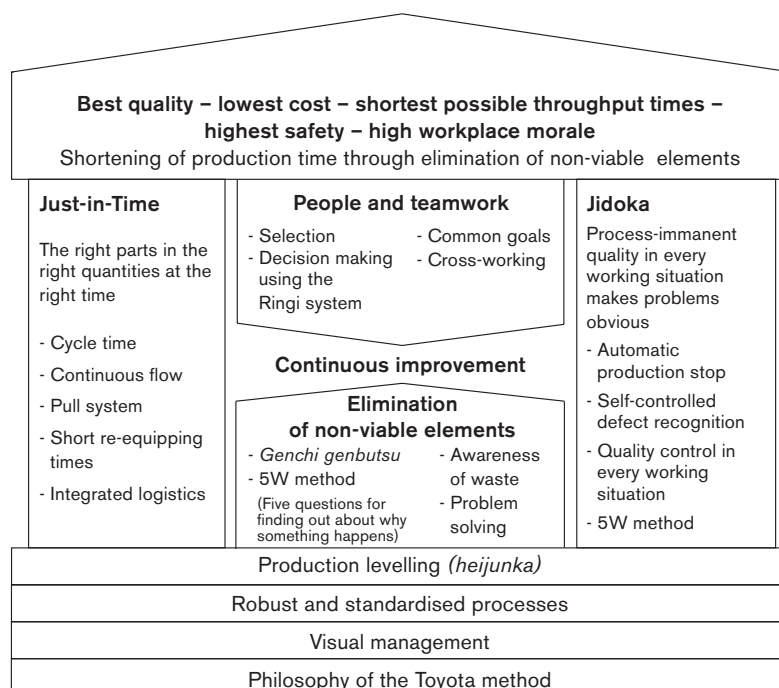 Best quality – lowest cost – shortest possible throughput times –
highest safety – high workplace morale
Shortening of production time through elimination of non-viable elements
Just-in-Time
The right parts in the
right quantities at the
right time
- Cycle time
- Continuous flow
- Pull system
- Short re-equipping
times
- Integrated logistics
People and teamwork
- Selection
- Decision making
using the
Ringi system
- Common goals
- Cross-working
Continuous improvement
Elimination
of non-viable elements
- Genchi genbutsu
- 5W method
(Five questions for
finding out about why
something happens)
- Awareness
of waste
- Problem
solving
Jidoka
Process-immanent
quality in every
working situation
makes problems
obvious
- Automatic
production stop
- Self-controlled
defect recognition
- Quality control in
every working
situation
- 5W method
Production levelling (heijunka)
Robust and standardised processes
Visual management
Philosophy of the Toyota method